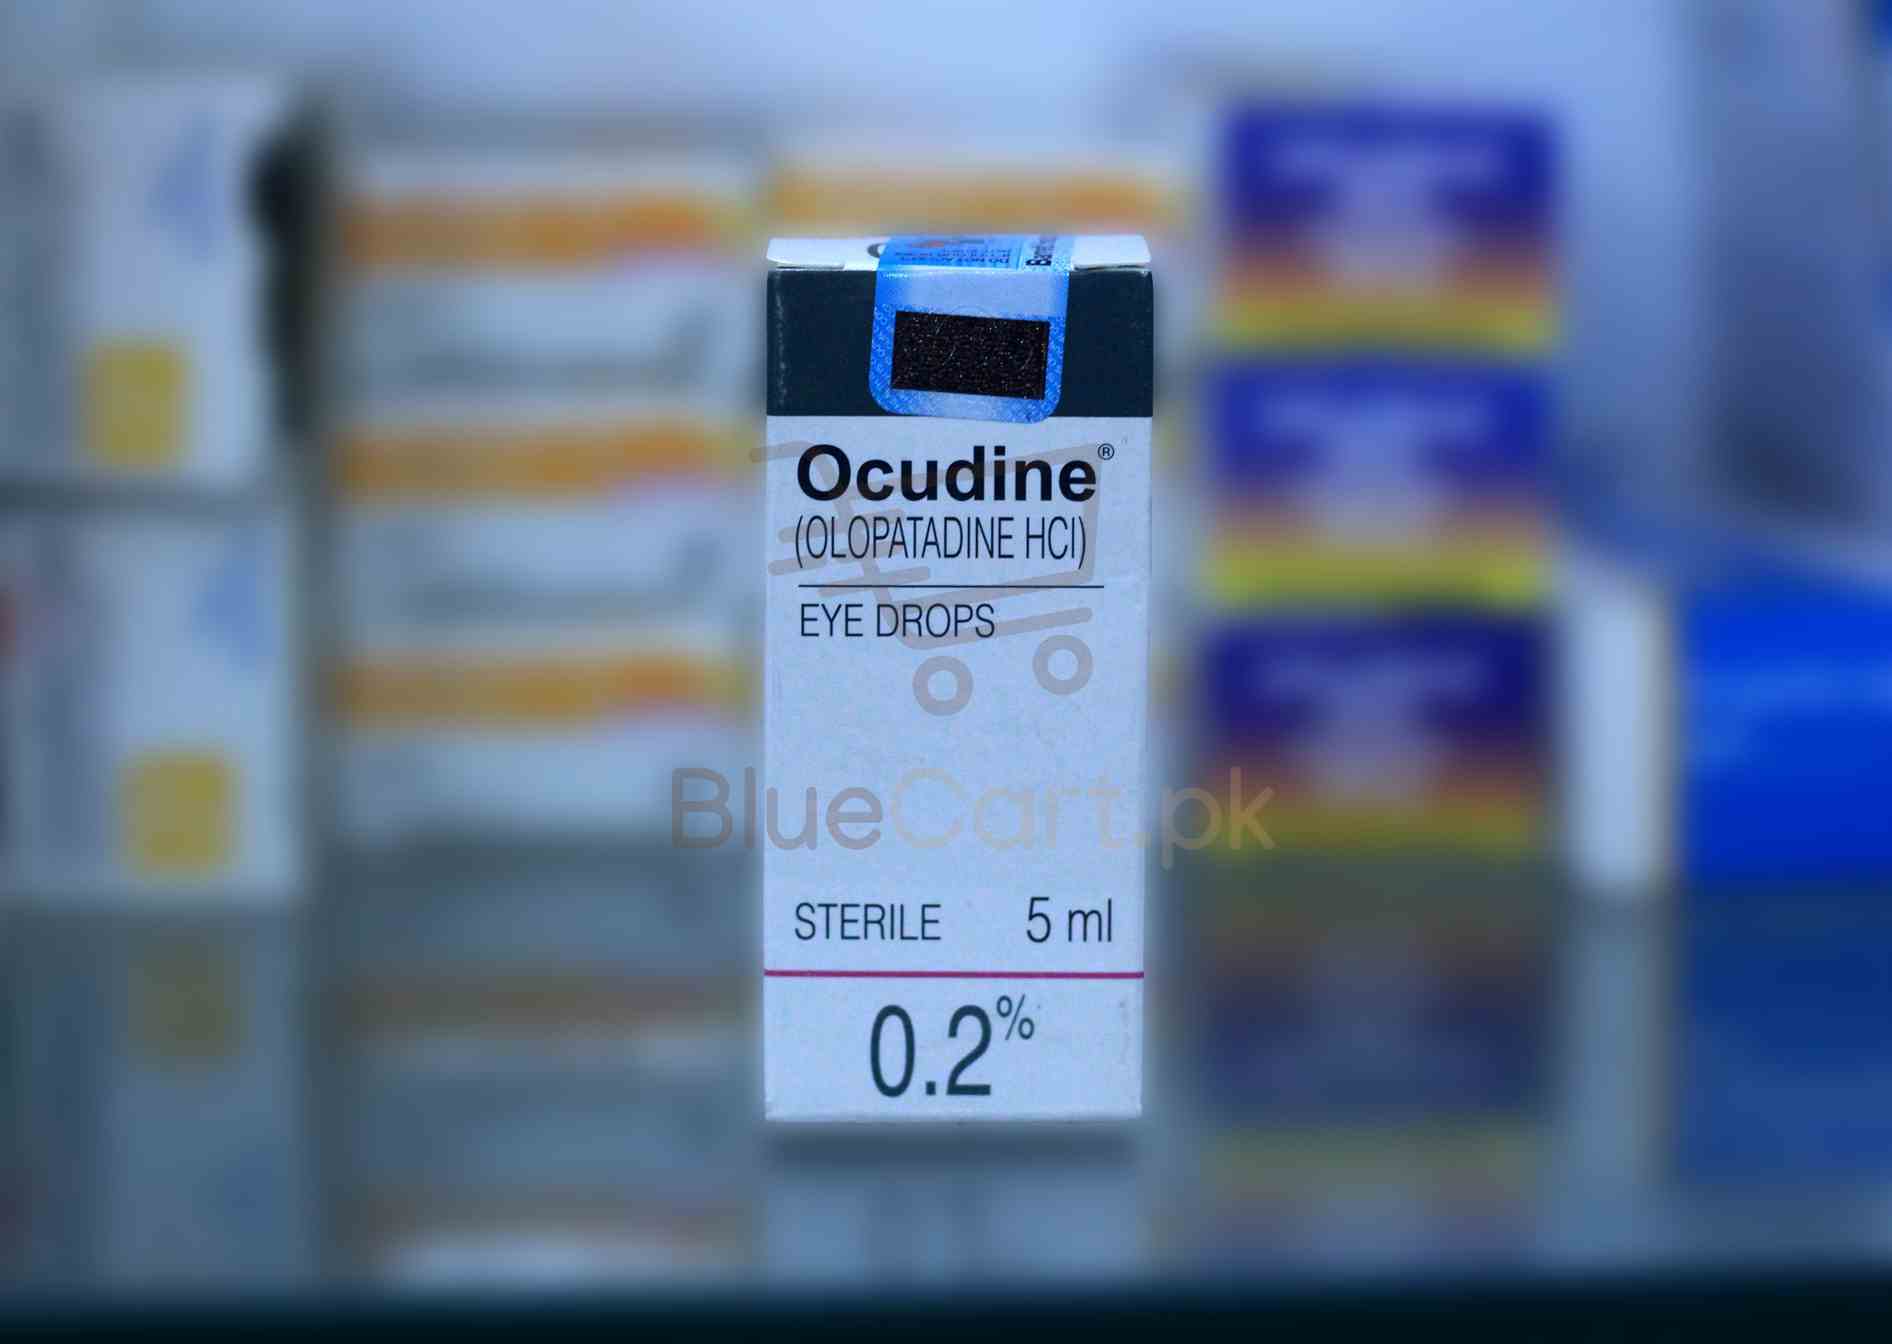 Ocudine®
(OLOPATADINE HCl)
EYE DROPS
BlueCart.pk
STERILE 5 ml
0.2%